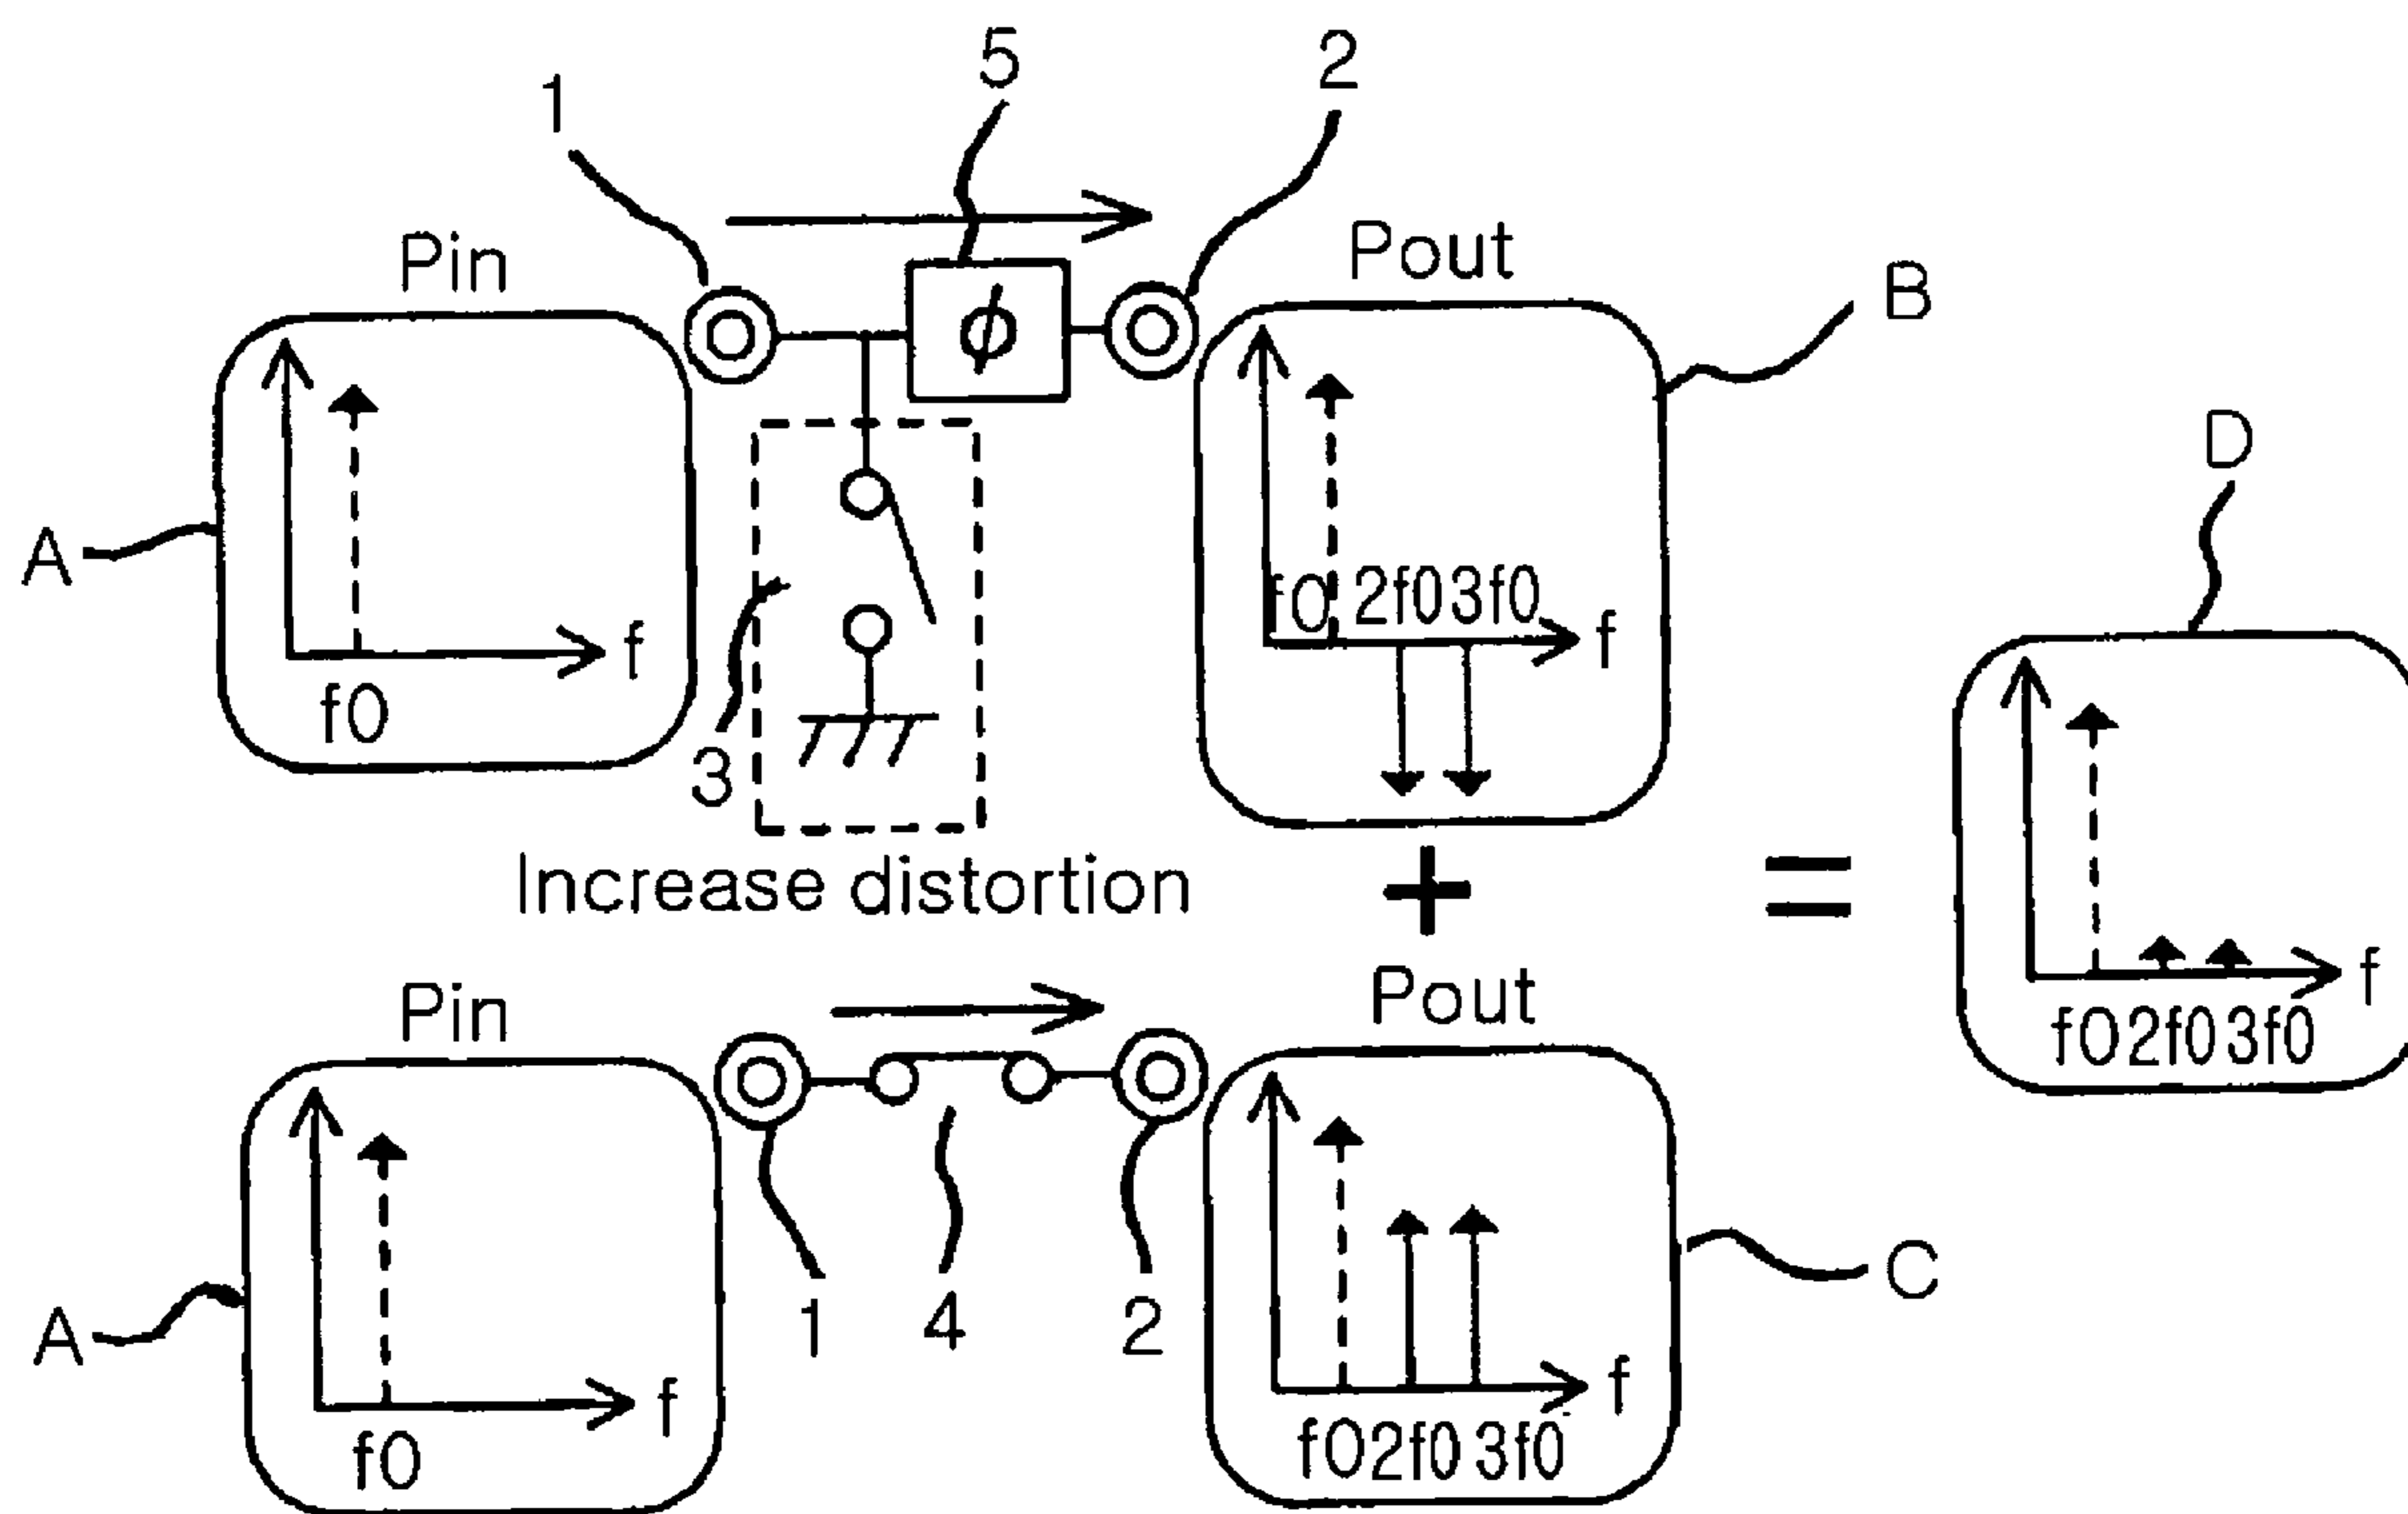 5
2
1
Pin
Pout
B
ϕ
D
A
f0 2f0 3f0
f
f
f0
3
Increase distortion
+
=
Pin
Pout
f
f0 2f0 3f0
A
1
4
2
C
f
f
f0
f0 2f0 3f0